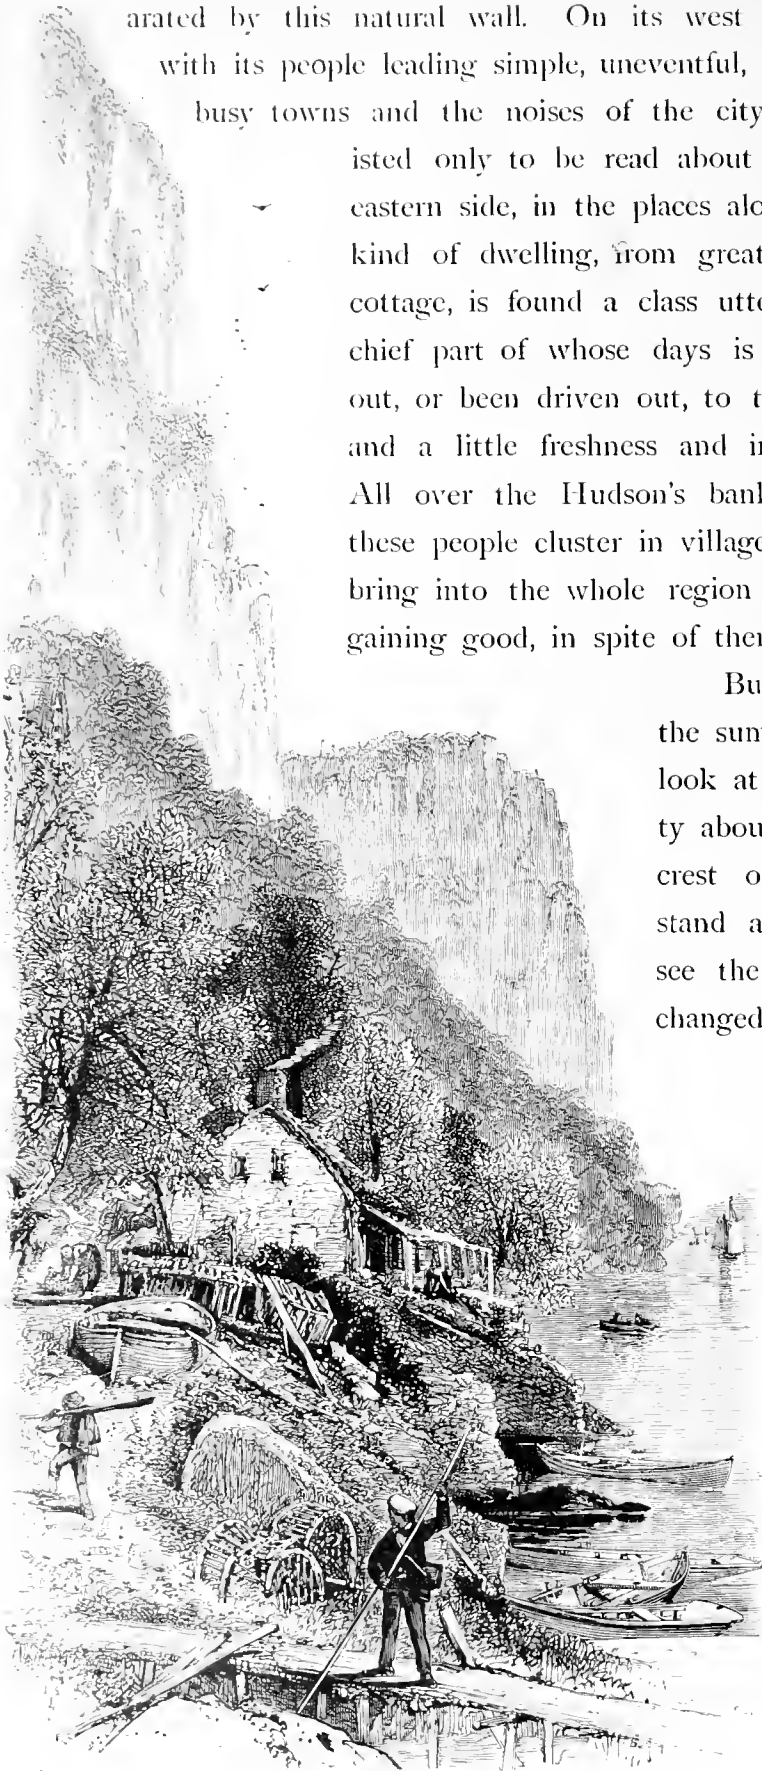 arated by this natural wall. On its west
with its people leading simple, uneventful,
busy towns and the noises of the city
isted only to be read about
eastern side, in the places alo
kind of dwelling, from great
cottage, is found a class utte
chief part of whose days is
out, or been driven out, to t
and a little freshness and i
All over the Hudson's ban
these people cluster in village
bring into the whole region
gaining good, in spite of the
Bu
the sun
look at
ty abou
crest o
stand a
see the
changed